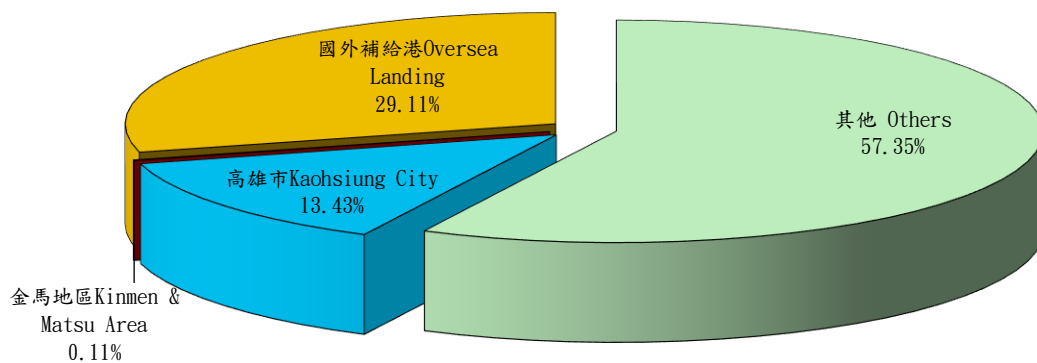 國外補給港Oversea
Landing
29.11%
其他 Others
57.35%
高雄市Kaohsiung City
13.43%
金馬地區Kinmen &
Matsu Area
0.11%